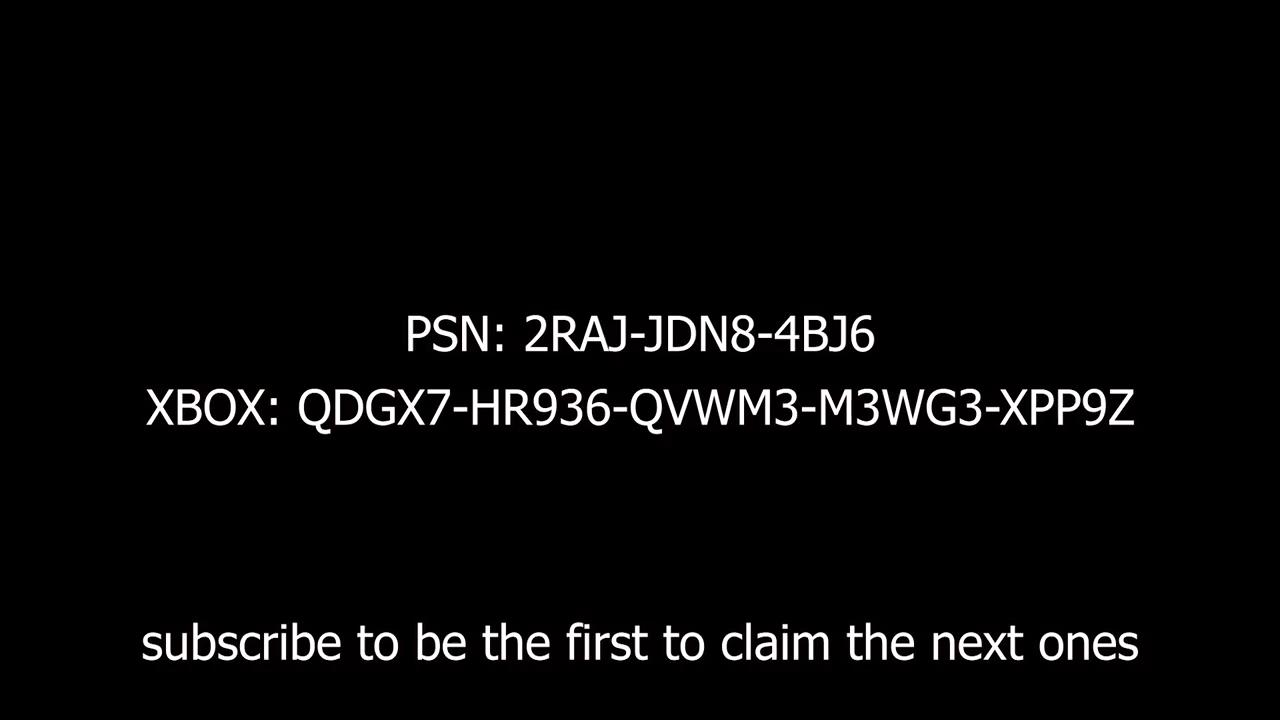 PSN: 2RAJ-JDN8-4BJ6
XBOX: QDGX7-HR936-QVWM3-M3WG3-XPP9Z
subscribe to be the first to claim the next ones